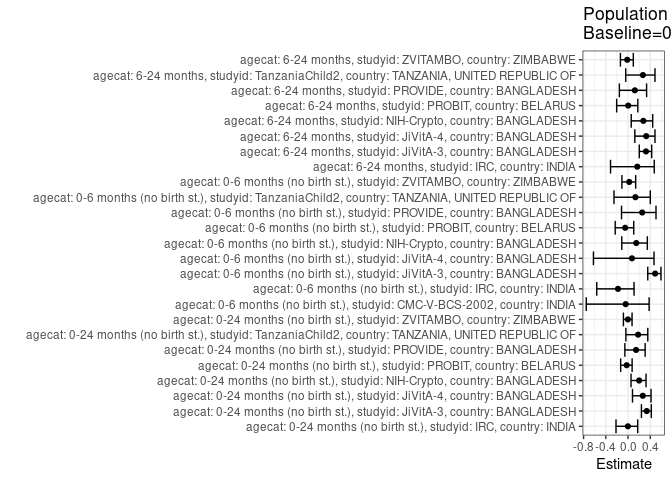 Population
Baseline=0
agecat: 6-24 months, studyid: ZVITAMBO, country: ZIMBABWE
agecat: 6-24 months, studyid: TanzaniaChild2, country: TANZANIA, UNITED REPUBLIC OF
agecat: 6-24 months, studyid: PROVIDE, country: BANGLADESH
agecat: 6-24 months, studyid: PROBIT, country: BELARUS
agecat: 6-24 months, studyid: NIH-Crypto, country: BANGLADESH
agecat: 6-24 months, studyid: JiVitA-4, country: BANGLADESH
agecat: 6-24 months, studyid: JiVitA-3, country: BANGLADESH
agecat: 6-24 months, studyid: IRC, country: INDIA
agecat: 0-6 months (no birth st.), studyid: ZVITAMBO, country: ZIMBABWE
agecat: 0-6 months (no birth st.), studyid: TanzaniaChild2, country: TANZANIA, UNITED REPUBLIC OF
agecat: 0-6 months (no birth st.), studyid: PROVIDE, country: BANGLADESH
agecat: 0-6 months (no birth st.), studyid: PROBIT, country: BELARUS
agecat: 0-6 months (no birth st.), studyid: NIH-Crypto, country: BANGLADESH
agecat: 0-6 months (no birth st.), studyid: JiVitA-4, country: BANGLADESH
agecat: 0-6 months (no birth st.), studyid: JiVitA-3, country: BANGLADESH
agecat: 0-6 months (no birth st.), studyid: IRC, country: INDIA
agecat: 0-6 months (no birth st.), studyid: CMC-V-BCS-2002, country: INDIA
agecat: 0-24 months (no birth st.), studyid: ZVITAMBO, country: ZIMBABWE
agecat: 0-24 months (no birth st.), studyid: TanzaniaChild2, country: TANZANIA, UNITED REPUBLIC OF
agecat: 0-24 months (no birth st.), studyid: PROVIDE, country: BANGLADESH
agecat: 0-24 months (no birth st.), studyid: PROBIT, country: BELARUS
agecat: 0-24 months (no birth st.), studyid: NIH-Crypto, country: BANGLADESH
agecat: 0-24 months (no birth st.), studyid: JiVitA-4, country: BANGLADESH
agecat: 0-24 months (no birth st.), studyid: JiVitA-3, country: BANGLADESH
agecat: 0-24 months (no birth st.), studyid: IRC, country: INDIA
-0.8 -0.4 0.0 0.4
Estimate